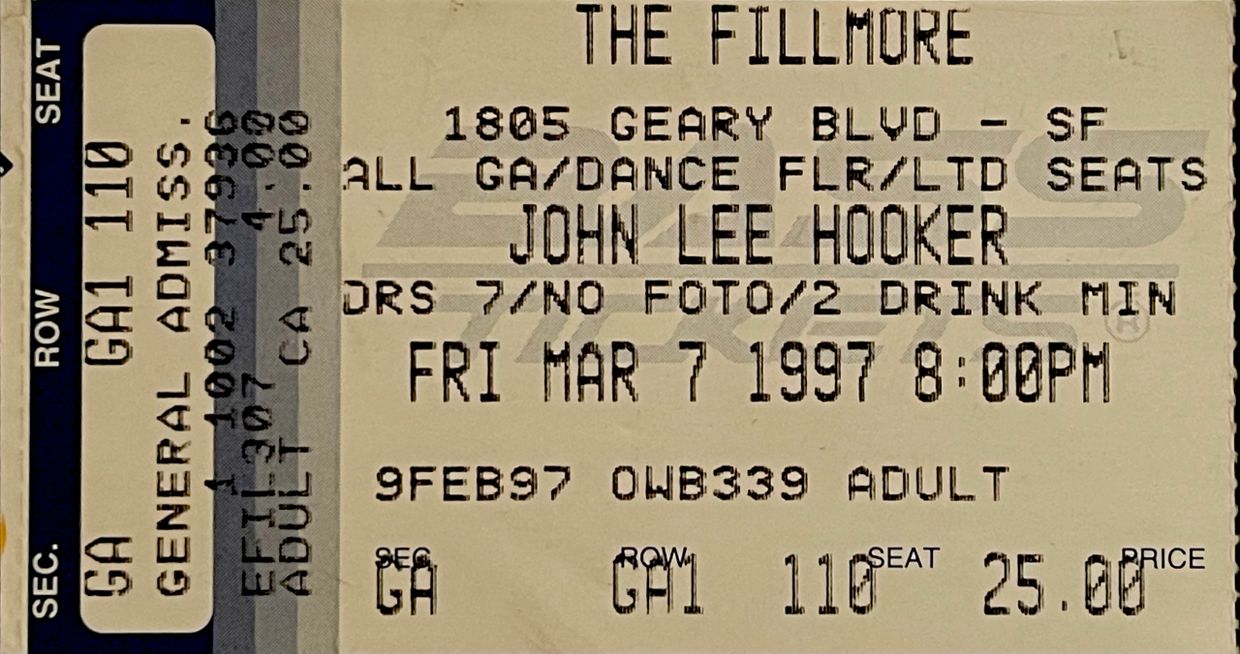 SEC. ROW SEAT
GA GA1 110
GENERAL ADMISS.
1 1002 37936
EFIL307 4.00
ADULT CA 25.00
THE FILLMORE
1805 GEARY BLVD - SF
ALL GA/DANCE FLR/LTD SEATS
JOHN LEE HOOKER
DRS 7/NO FOTO/2 DRINK MIN
FRI MAR 7 1997 8:00PM
9FEB97 OWB339 ADULT
SEC ROW SEAT PRICE
GA GA1 110 25.00
BASS
TICKETS®